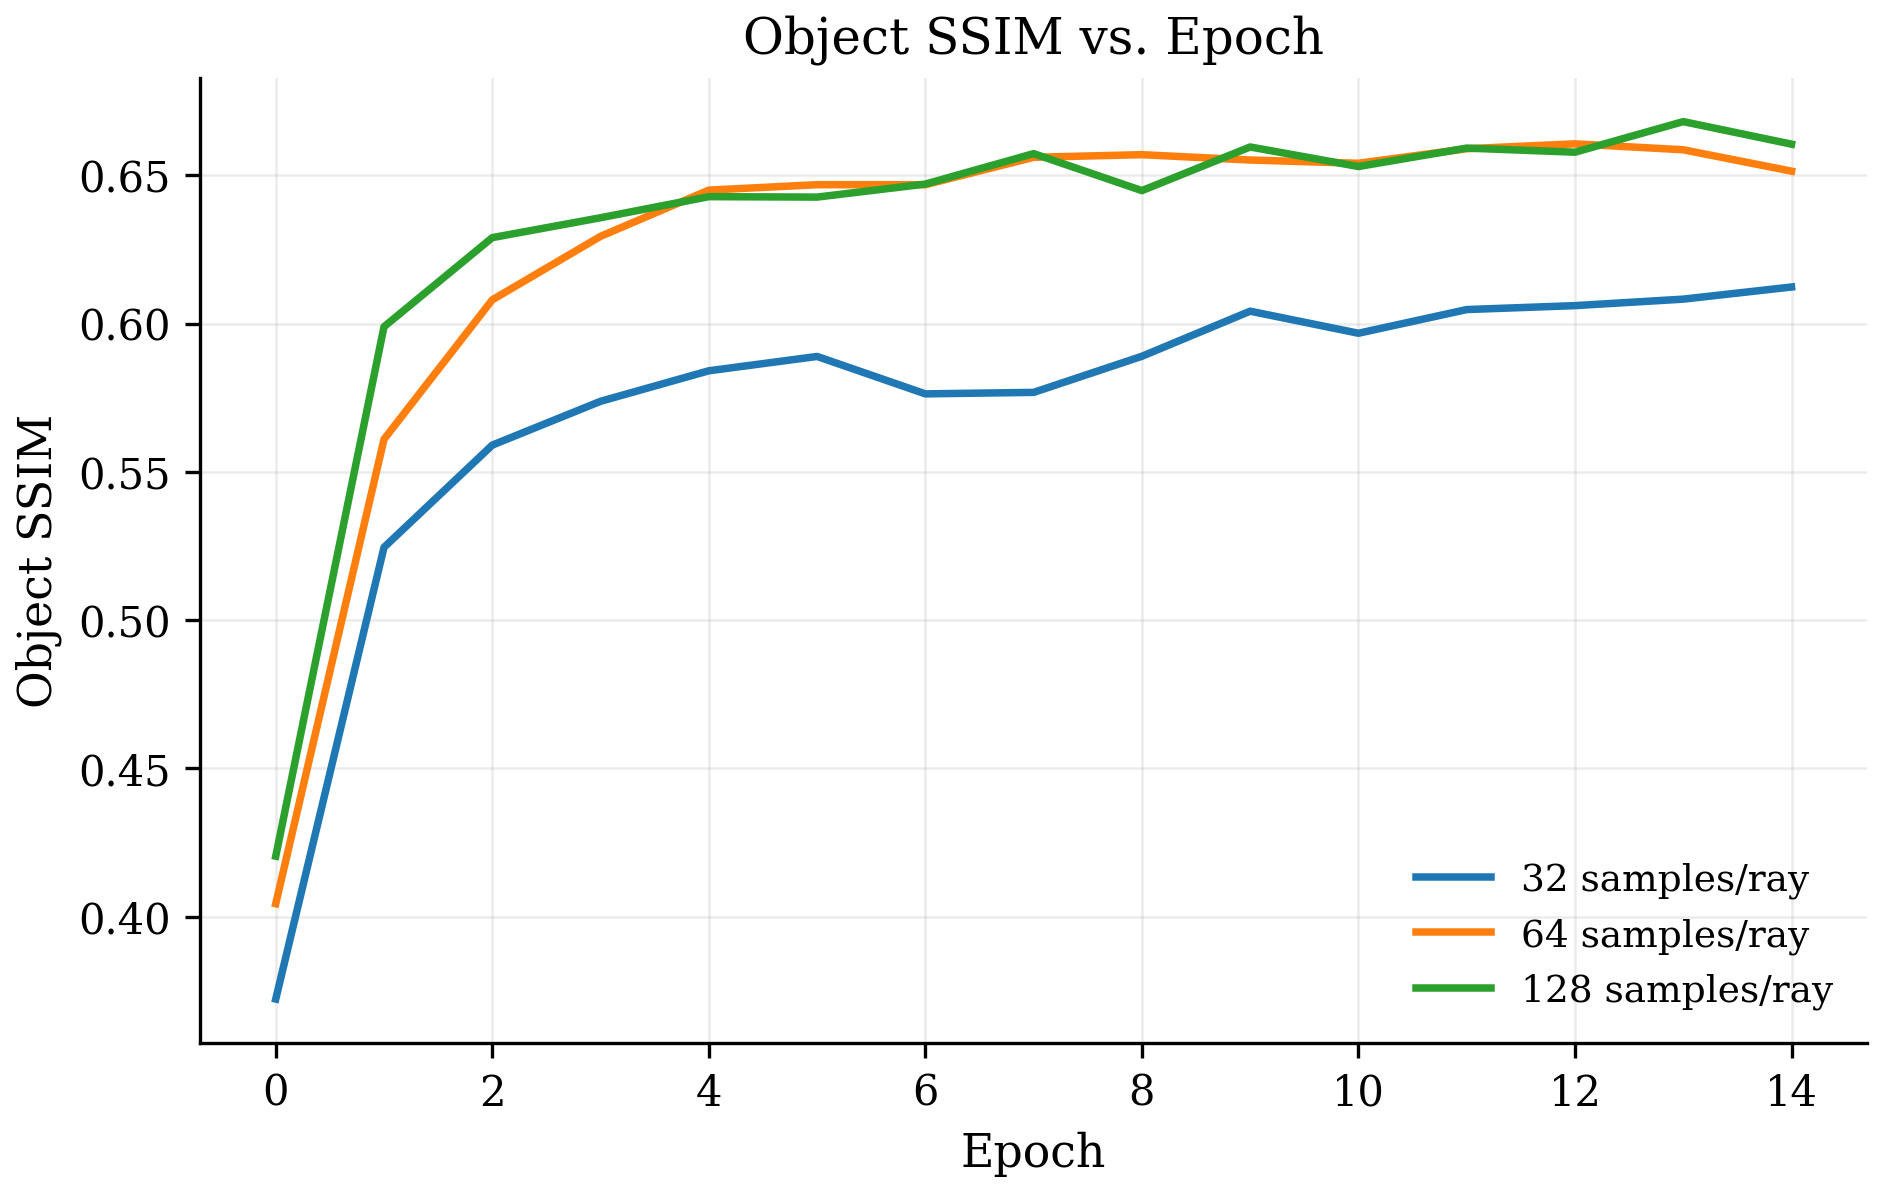 Object SSIM vs. Epoch
Object SSIM
0.65
0.60
0.55
0.50
0.45
0.40
32 samples/ray
64 samples/ray
128 samples/ray
0 2 4 6 8 10 12 14
Epoch